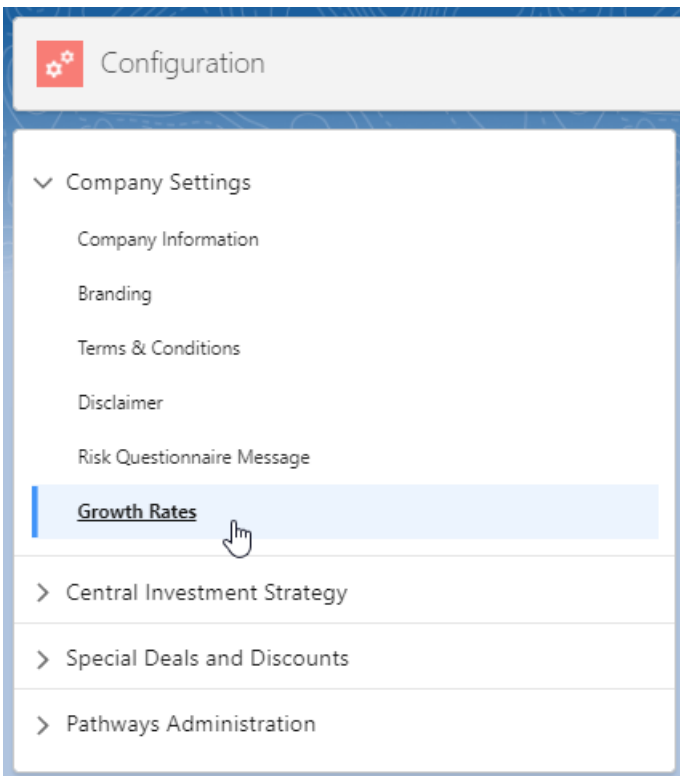 Configuration
Company Settings
Company Information
Branding
Terms & Conditions
Disclaimer
Risk Questionnaire Message
Growth Rates
Central Investment Strategy
Special Deals and Discounts
Pathways Administration